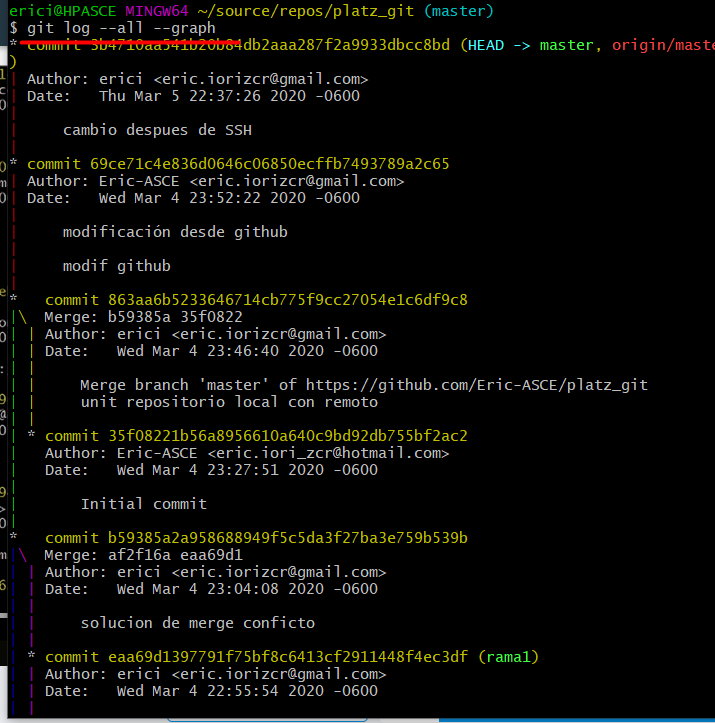 erici@HPASCE MINGW64 ~/source/repos/platz_git (master)
$ git log --all --graph
* commit 3b4710aa541b20b84db2aaa287f2a9933dbcc8bd (HEAD -> master, origin/maste
)
| Author: erici <eric.iorizcr@gmail.com>
| Date:   Thu Mar 5 22:37:26 2020 -0600
|
|     cambio despues de SSH
|
* commit 69ce71c4e836d0646c06850ecffb7493789a2c65
| Author: Eric-ASCE <eric.iorizcr@gmail.com>
| Date:   Wed Mar 4 23:52:22 2020 -0600
|
|     modificación desde github
|
|     modif github
|
*   commit 863aa6b5233646714cb775f9cc27054e1c6df9c8
|\  Merge: b59385a 35f0822
| | Author: erici <eric.iorizcr@gmail.com>
| | Date:   Wed Mar 4 23:46:40 2020 -0600
| |
| |     Merge branch 'master' of https://github.com/Eric-ASCE/platz_git
| |     unit repositorio local con remoto
| |
| * commit 35f08221b56a8956610a640c9bd92db755bf2ac2
|   Author: Eric-ASCE <eric.iori_zcr@hotmail.com>
|   Date:   Wed Mar 4 23:27:51 2020 -0600
|
|       Initial commit
|
*   commit b59385a2a958688949f5c5da3f27ba3e759b539b
|\  Merge: af2f16a eaa69d1
| | Author: erici <eric.iorizcr@gmail.com>
| | Date:   Wed Mar 4 23:04:08 2020 -0600
| |
| |     solucion de merge conficto
| |
| * commit eaa69d1397791f75bf8c6413cf2911448f4ec3df (rama1)
| | Author: erici <eric.iorizcr@gmail.com>
| | Date:   Wed Mar 4 22:55:54 2020 -0600
| |